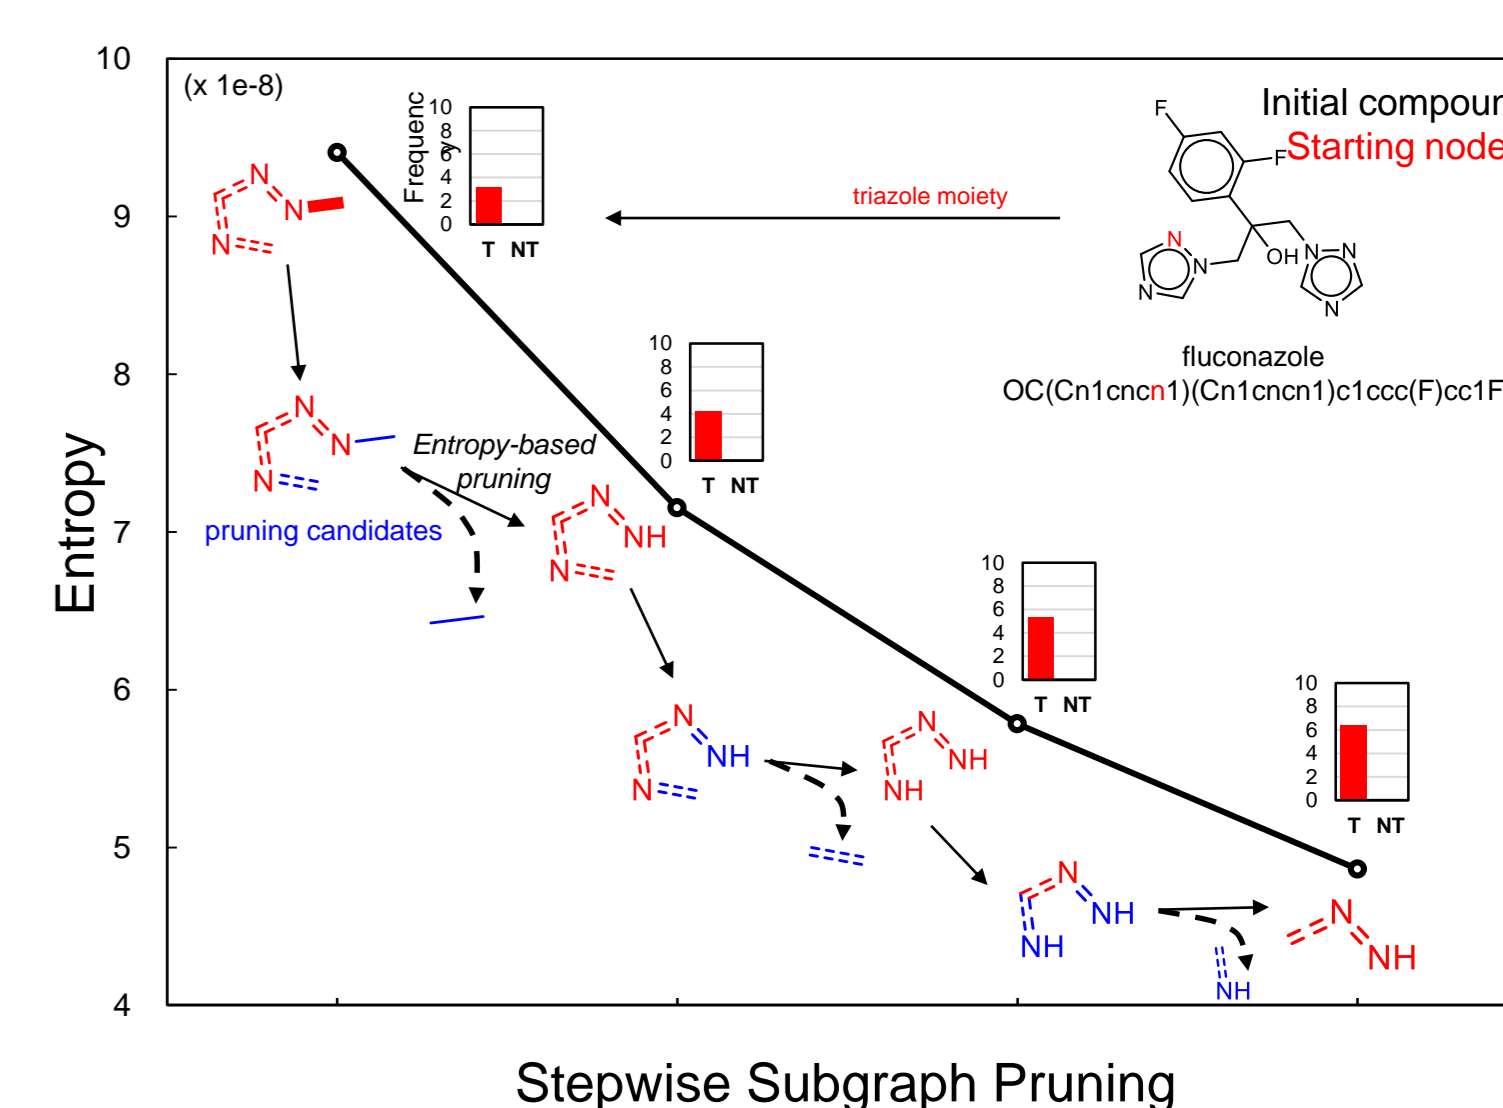 10
(x 1e-8)
Initial compoun
Starting node
Frequenc
y
10
8
6
4
2
0
T NT
triazole moiety
F
F
N
N
N
OH
N
N
N
fluconazole
OC(Cn1cncn1)(Cn1cncn1)c1ccc(F)cc1F
9
N
N
N
8
10
8
6
4
2
0
T NT
N
N
N
Entropy-based
pruning
pruning candidates
Entropy
7
N
NH
N
10
8
6
4
2
0
T NT
6
N
NH
N
N
NH
NH
10
8
6
4
2
0
T NT
5
N
NH
NH
NH
N
NH
4
Stepwise Subgraph Pruning